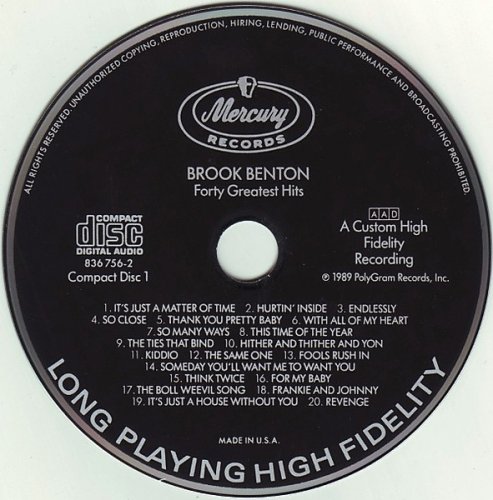 ALL RIGHTS RESERVED. UNAUTHORIZED COPYING, REPRODUCTION, HIRING, LENDING, PUBLIC PERFORMANCE AND BROADCASTING PROHIBITED.
Mercury
RECORDS
BROOK BENTON
Forty Greatest Hits
COMPACT
disc
DIGITAL AUDIO
836 756-2
Compact Disc 1
AAD
A Custom High
Fidelity
Recording
℗ 1989 PolyGram Records, Inc.
1. IT'S JUST A MATTER OF TIME 2. HURTIN' INSIDE 3. ENDLESSLY
4. SO CLOSE 5. THANK YOU PRETTY BABY 6. WITH ALL OF MY HEART
7. SO MANY WAYS 8. THIS TIME OF THE YEAR
9. THE TIES THAT BIND 10. HITHER AND THITHER AND YON
11. KIDDIO 12. THE SAME ONE 13. FOOLS RUSH IN
14. SOMEDAY YOU'LL WANT ME TO WANT YOU
15. THINK TWICE 16. FOR MY BABY
17. THE BOLL WEEVIL SONG 18. FRANKIE AND JOHNNY
19. IT'S JUST A HOUSE WITHOUT YOU 20. REVENGE
MADE IN U.S.A.
LONG PLAYING HIGH FIDELITY